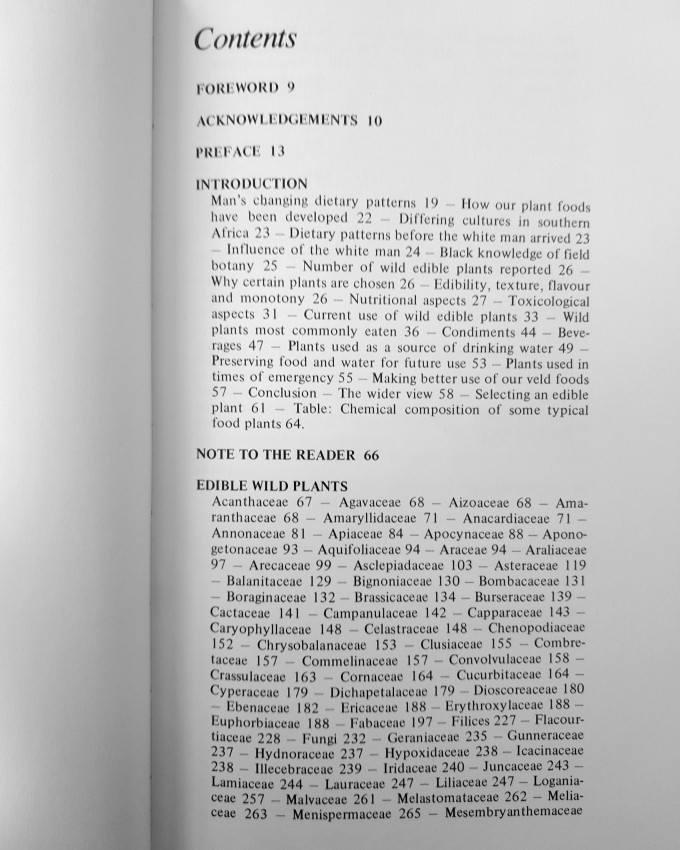 Contents
FOREWORD 9
ACKNOWLEDGEMENTS 10
PREFACE 13
INTRODUCTION
Man's changing dietary patterns 19 – How our plant foods
have been developed 22 – Differing cultures in southern
Africa 23 – Dietary patterns before the white man arrived 23
– Influence of the white man 24 – Black knowledge of field
botany 25 – Number of wild edible plants reported 26 –
Why certain plants are chosen 26 – Edibility, texture, flavour
and monotony 26 – Nutritional aspects 27 – Toxicological
aspects 31 – Current use of wild edible plants 33 – Wild
plants most commonly eaten 36 – Condiments 44 – Beve-
rages 47 – Plants used as a source of drinking water 49 –
Preserving food and water for future use 53 – Plants used in
times of emergency 55 – Making better use of our veld foods
57 – Conclusion – The wider view 58 – Selecting an edible
plant 61 – Table: Chemical composition of some typical
food plants 64.
NOTE TO THE READER 66
EDIBLE WILD PLANTS
Acanthaceae 67 – Agavaceae 68 – Aizoaceae 68 – Ama-
ranthaceae 68 – Amaryllidaceae 71 – Anacardiaceae 71 –
Annonaceae 81 – Apiaceae 84 – Apocynaceae 88 – Apono-
getonaceae 93 – Aquifoliaceae 94 – Araceae 94 – Araliaceae
97 – Arecaceae 99 – Asclepiadaceae 103 – Asteraceae 119
– Balanitaceae 129 – Bignoniaceae 130 – Bombacaceae 131
– Boraginaceae 132 – Brassicaceae 134 – Burseraceae 139 –
Cactaceae 141 – Campanulaceae 142 – Capparaceae 143 –
Caryophyllaceae 148 – Celastraceae 148 – Chenopodiaceae
152 – Chrysobalanaceae 153 – Clusiaceae 155 – Combre-
taceae 157 – Commelinaceae 157 – Convolvulaceae 158 –
Crassulaceae 163 – Cornaceae 164 – Cucurbitaceae 164 –
Cyperaceae 179 – Dichapetalaceae 179 – Dioscoreaceae 180
– Ebenaceae 182 – Ericaceae 188 – Erythroxylaceae 188 –
Euphorbiaceae 188 – Fabaceae 197 – Filices 227 – Flacour-
tiaceae 228 – Fungi 232 – Geraniaceae 235 – Gunneraceae
237 – Hydnoraceae 237 – Hypoxidaceae 238 – Icacinaceae
238 – Illecebraceae 239 – Iridaceae 240 – Juncaceae 243 –
Lamiaceae 244 – Lauraceae 247 – Liliaceae 247 – Logania-
ceae 257 – Malvaceae 261 – Melastomataceae 262 – Melia-
ceae 263 – Menispermaceae 265 – Mesembryanthemaceae